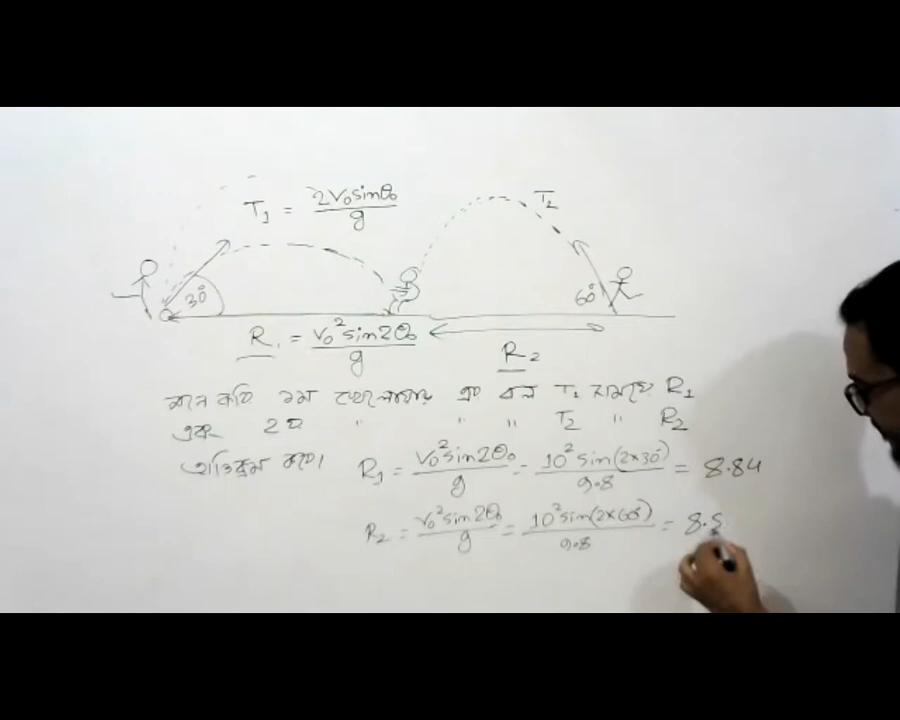 T₁ = 2V₀sinθ₀/g
T₂
30°
60°
R₁ = V₀²sin2θ₀/g
R₂
মনে করি ১ম খেলোয়াড় এর বল T₁ সময়ে R₁
এবং ২য় " " " T₂ " R₂
অতিক্রম করে।
R₁ = V₀²sin2θ₀/g = 10²sin(2×30°)/9.8 = 8.84
R₂ = V₀²sin2θ₀/g = 10²sin(2×60°)/9.8 = 8.8